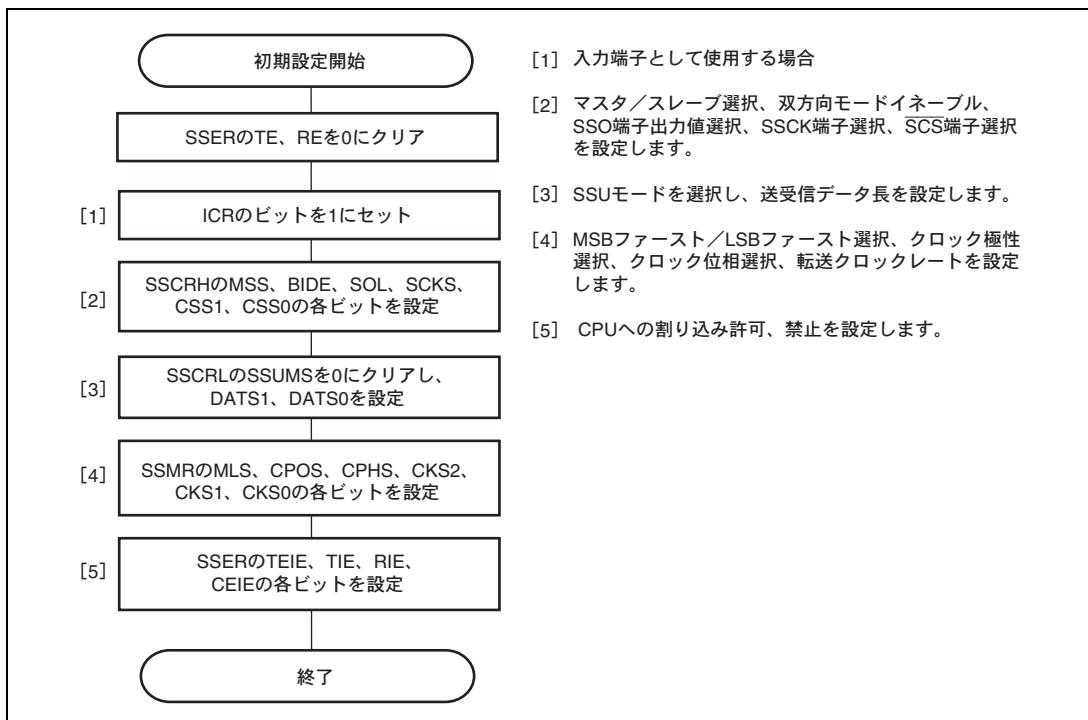 初期設定開始
SSERのTE、REを0にクリア
[1] ICRのビットを1にセット
[2] SSCRHのMSS、BIDE、SOL、SCKS、
CSS1、CSS0の各ビットを設定
[3] SSCRLのSSUMSを0にクリアし、
DATS1、DATS0を設定
[4] SSMRのMLS、CPOS、CPHS、CKS2、
CKS1、CKS0の各ビットを設定
[5] SSERのTEIE、TIE、RIE、
CEIEの各ビットを設定
終了
[1] 入力端子として使用する場合
[2] マスタ／スレーブ選択、双方向モードイネーブル、
SSO端子出力値選択、SSCK端子選択、SCS端子選択
を設定します。
[3] SSUモードを選択し、送受信データ長を設定します。
[4] MSBファースト／LSBファースト選択、クロック極性
選択、クロック位相選択、転送クロックレートを設定
します。
[5] CPUへの割り込み許可、禁止を設定します。